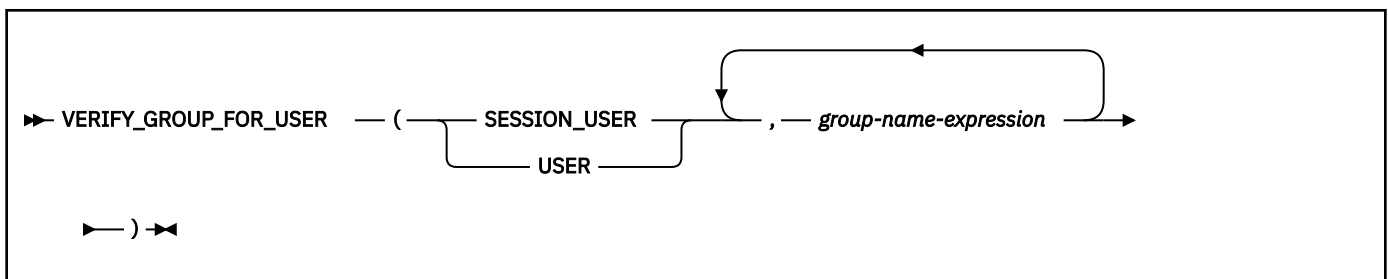 VERIFY_GROUP_FOR_USER ( SESSION_USER , group-name-expression
USER
)